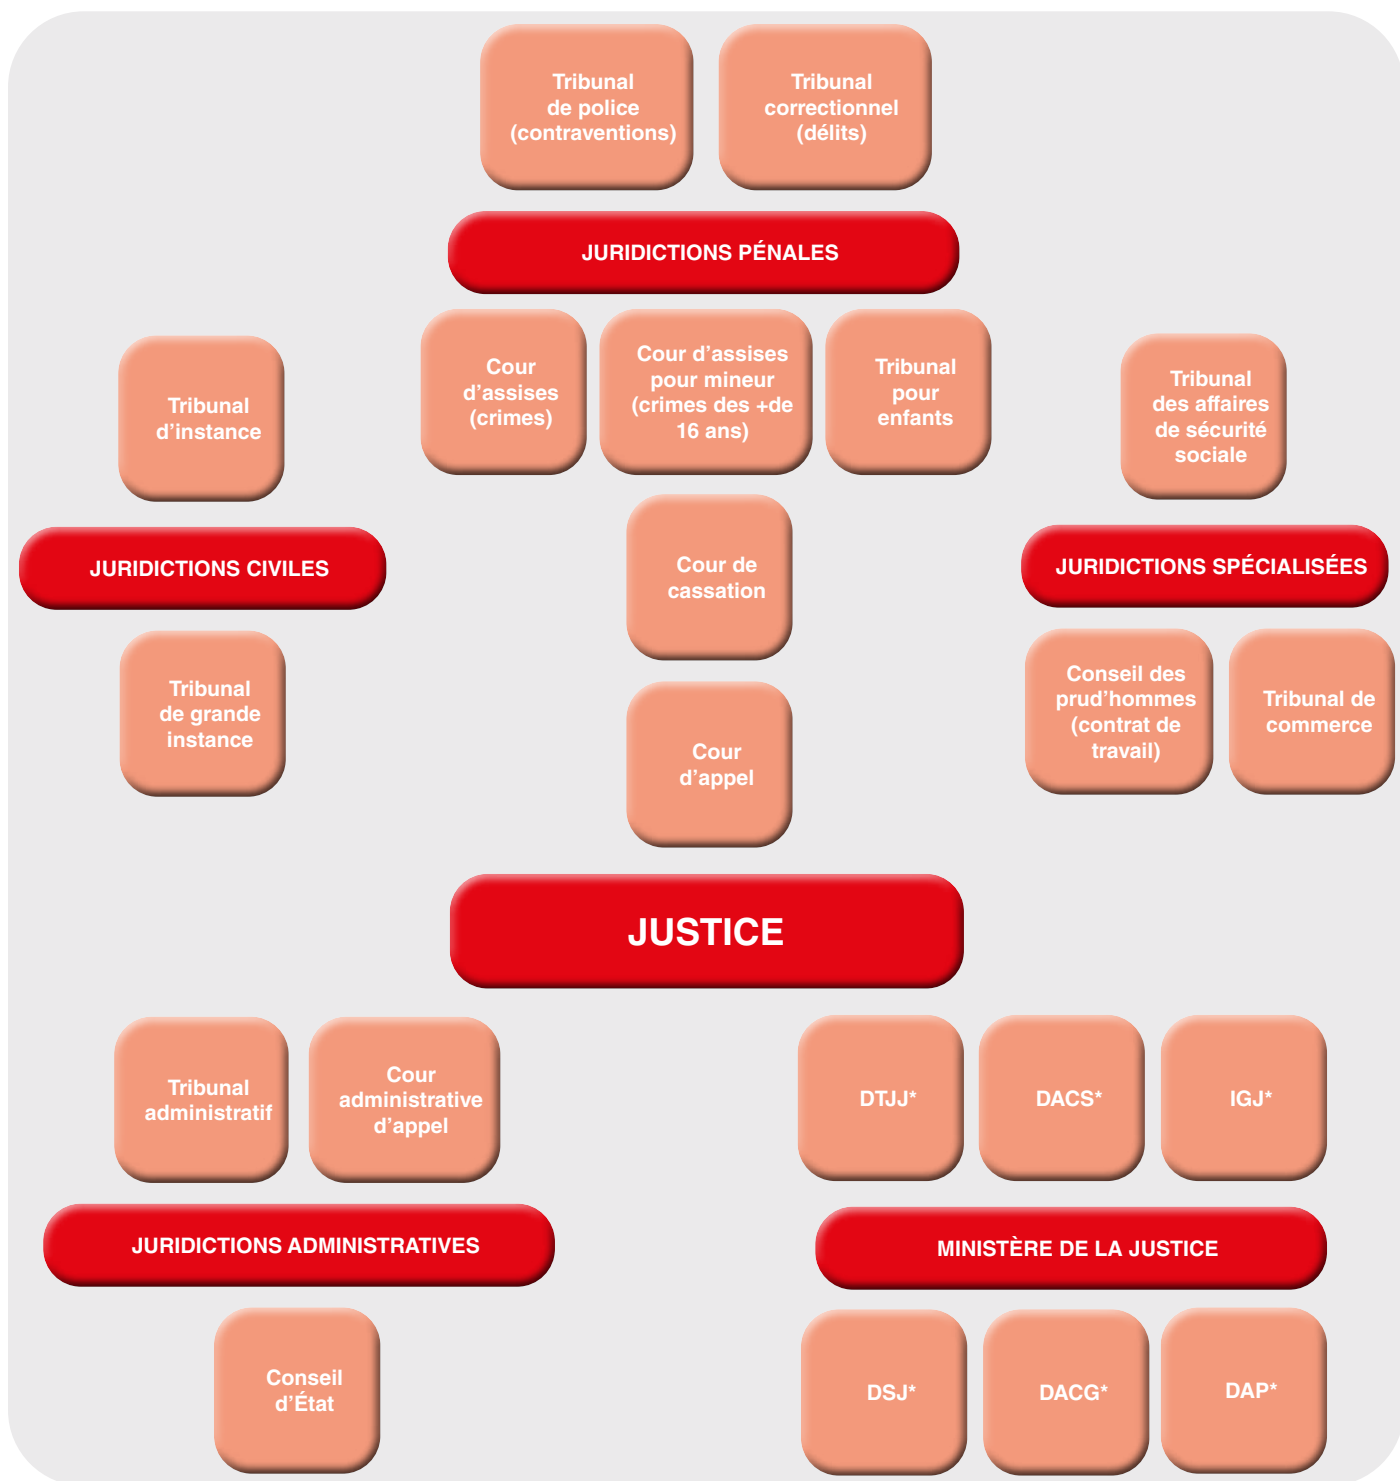 Tribunal
de police
(contraventions)
Tribunal
correctionnel
(délits)
JURIDICTIONS PÉNALES
Cour
d’assises
(crimes)
Cour d’assises
pour mineur
(crimes des +de
16 ans)
Tribunal
pour
enfants
Tribunal
d’instance
Tribunal
des affaires
de sécurité
sociale
JURIDICTIONS CIVILES
Cour de
cassation
JURIDICTIONS SPÉCIALISÉES
Tribunal
de grande
instance
Cour
d’appel
Conseil des
prud’hommes
(contrat de
travail)
Tribunal de
commerce
JUSTICE
Tribunal
administratif
Cour
administrative
d’appel
DTJJ*
DACS*
IGJ*
JURIDICTIONS ADMINISTRATIVES
MINISTÈRE DE LA JUSTICE
Conseil
d’État
DSJ*
DACG*
DAP*